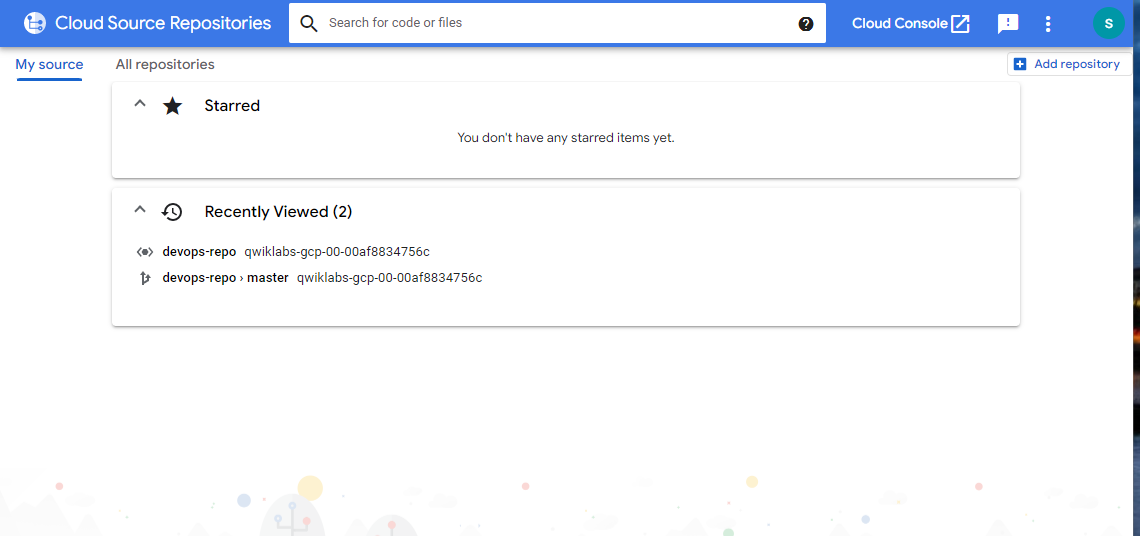 Cloud Source Repositories
Search for code or files
?
Cloud Console
S
My source
All repositories
Add repository
Starred
You don't have any starred items yet.
Recently Viewed (2)
devops-repo qwiklabs-gcp-00-00af8834756c
devops-repo › master qwiklabs-gcp-00-00af8834756c